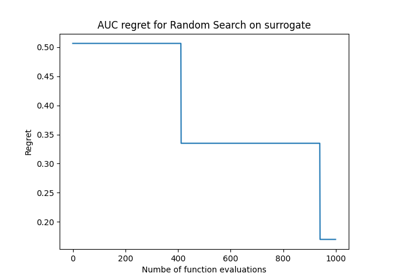 AUC regret for Random Search on surrogate
Regret
0.50
0.45
0.40
0.35
0.30
0.25
0.20
0 200 400 600 800 1000
Numbe of function evaluations